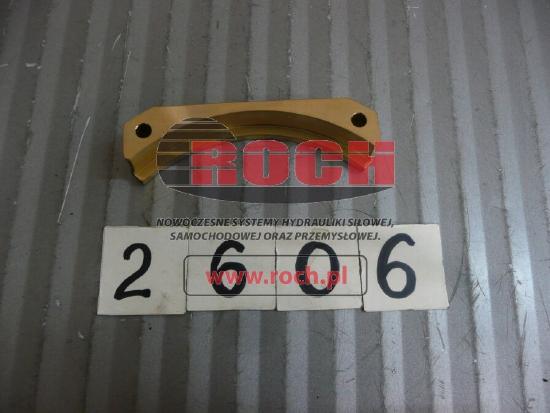 ROCH
NOWOCZESNE SYSTEMY HYDRAULIKI SIŁOWEJ,
SAMOCHODOWEJ ORAZ PRZEMYSŁOWEJ.
2 6 0 6
www.roch.pl